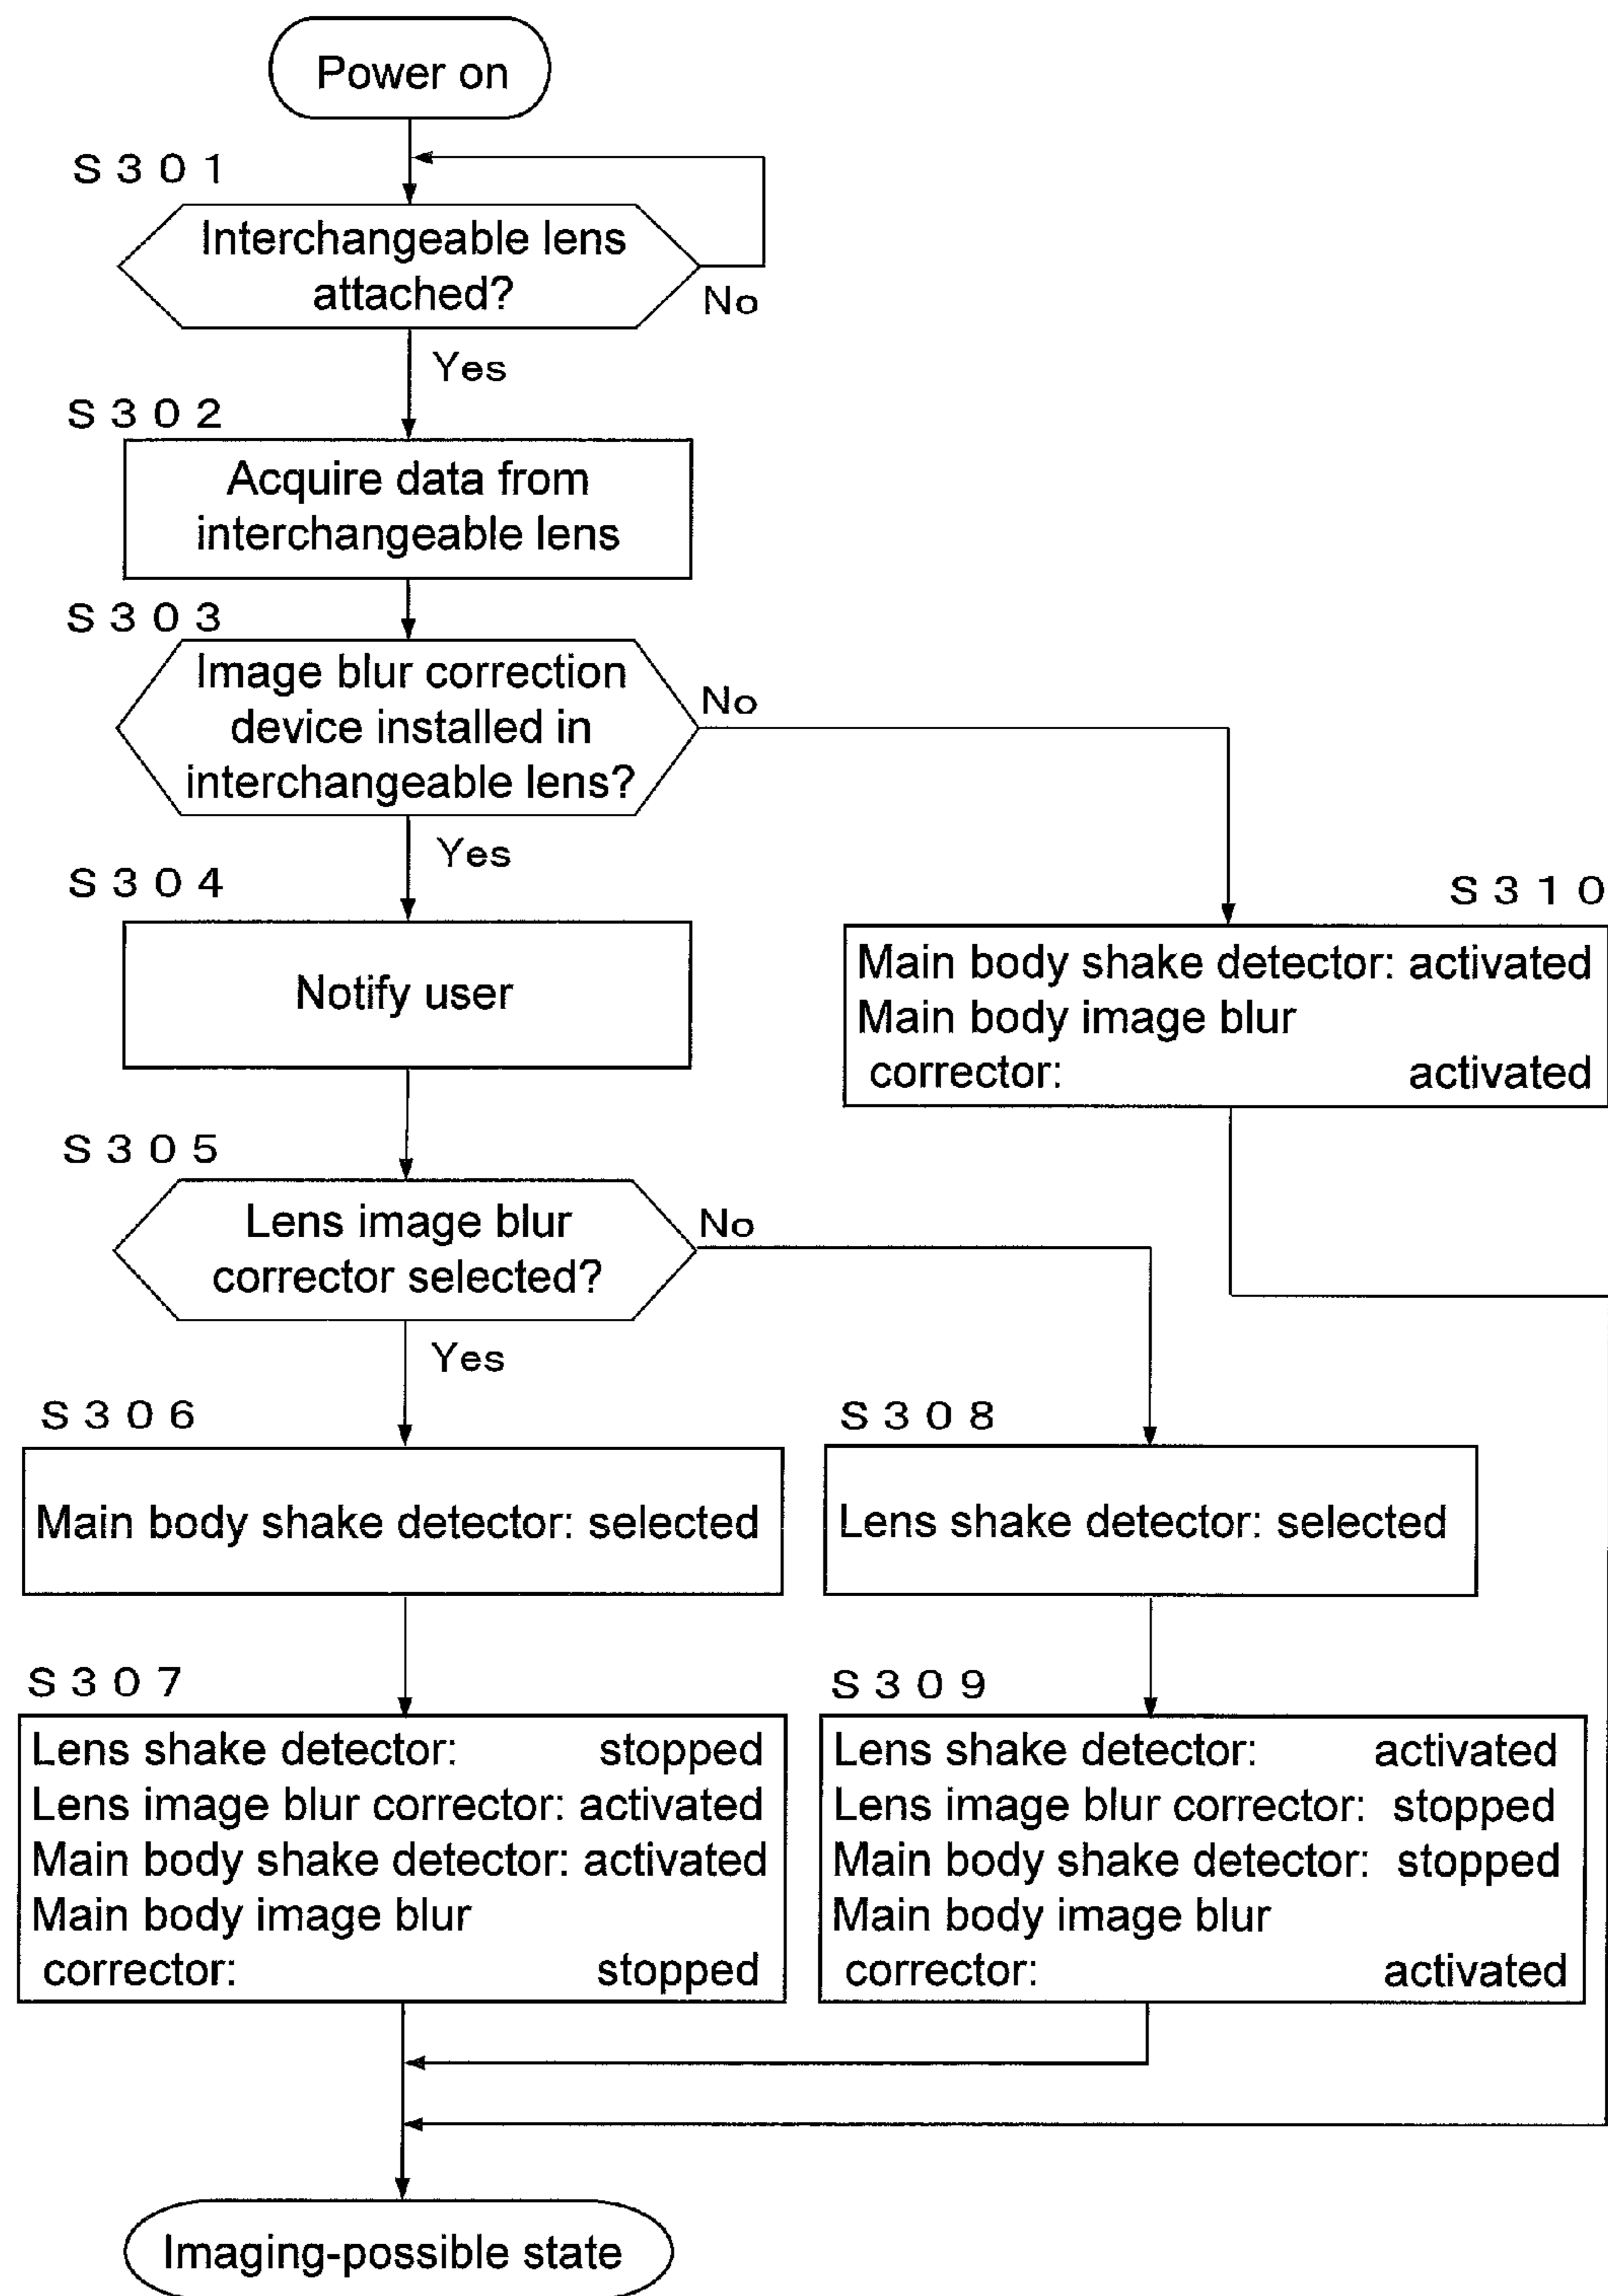 Power on
S301
Interchangeable lens
attached?
No
Yes
S302
Acquire data from
interchangeable lens
S303
Image blur correction
device installed in
interchangeable lens?
No
Yes
S304
Notify user
S310
Main body shake detector: activated
Main body image blur
corrector: activated
S305
Lens image blur
corrector selected?
No
Yes
S306
Main body shake detector: selected
S308
Lens shake detector: selected
S307
Lens shake detector: stopped
Lens image blur corrector: activated
Main body shake detector: activated
Main body image blur
corrector: stopped
S309
Lens shake detector: activated
Lens image blur corrector: stopped
Main body shake detector: stopped
Main body image blur
corrector: activated
Imaging-possible state